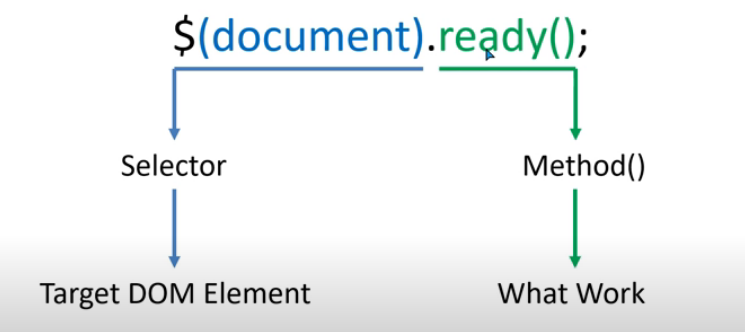 $(document).ready();
Selector
Method()
Target DOM Element
What Work